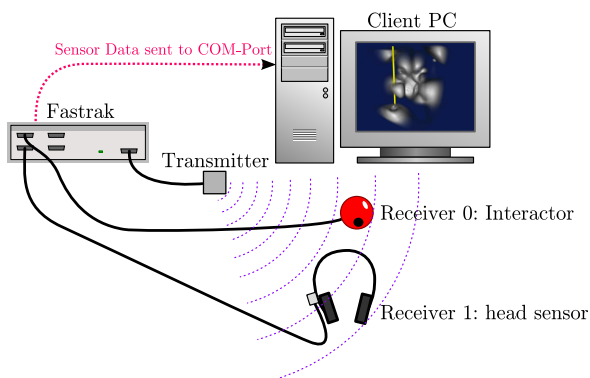 Client PC
Sensor Data sent to COM-Port
Fastrak
Transmitter
Receiver 0: Interactor
Receiver 1: head sensor